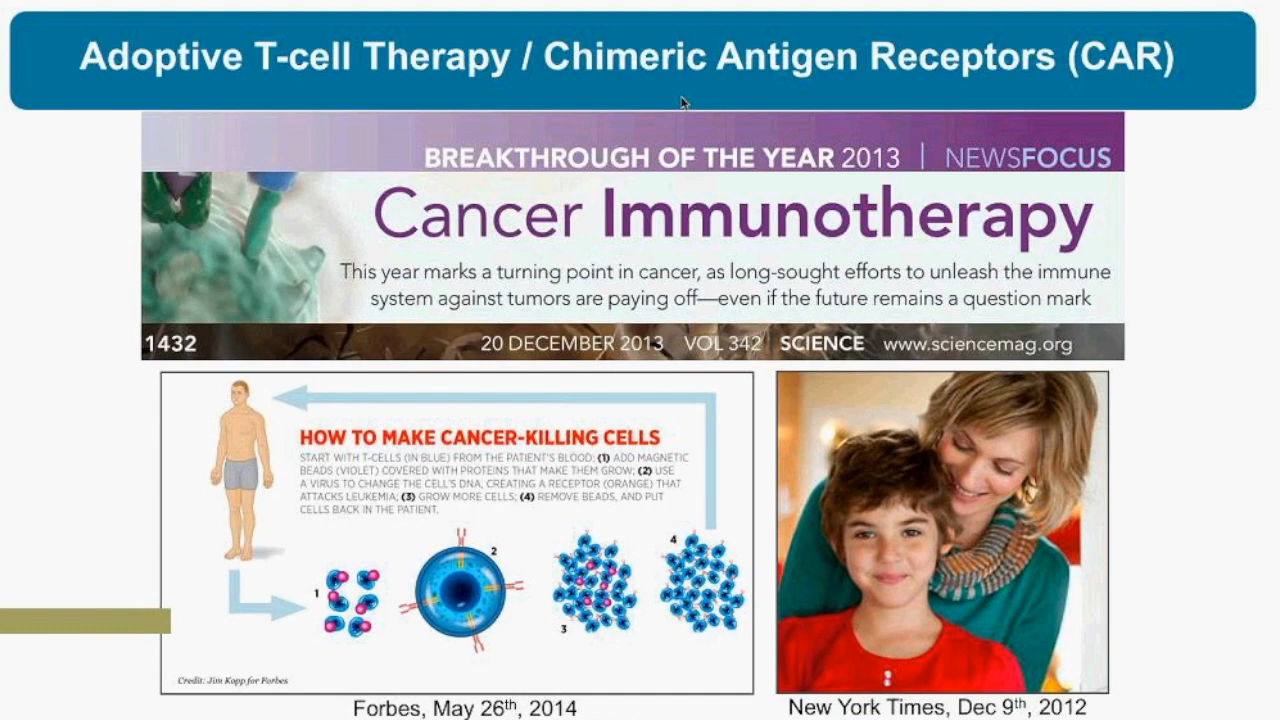 Adoptive T-cell Therapy / Chimeric Antigen Receptors (CAR)
BREAKTHROUGH OF THE YEAR 2013 | NEWSFOCUS
Cancer Immunotherapy
This year marks a turning point in cancer, as long-sought efforts to unleash the immune
system against tumors are paying off—even if the future remains a question mark
1432 20 DECEMBER 2013 VOL 342 SCIENCE www.sciencemag.org
HOW TO MAKE CANCER-KILLING CELLS
START WITH T-CELLS (IN BLUE) FROM THE PATIENT'S BLOOD; (1) ADD MAGNETIC
BEADS (VIOLET) COVERED WITH PROTEINS THAT MAKE THEM GROW; (2) USE
A VIRUS TO CHANGE THE CELL'S DNA, CREATING A RECEPTOR (ORANGE) THAT
ATTACKS LEUKEMIA; (3) GROW MORE CELLS; (4) REMOVE BEADS, AND PUT
CELLS BACK IN THE PATIENT.
1
2
3
4
Credit: Jim Kopp for Forbes
Forbes, May 26th, 2014
New York Times, Dec 9th, 2012